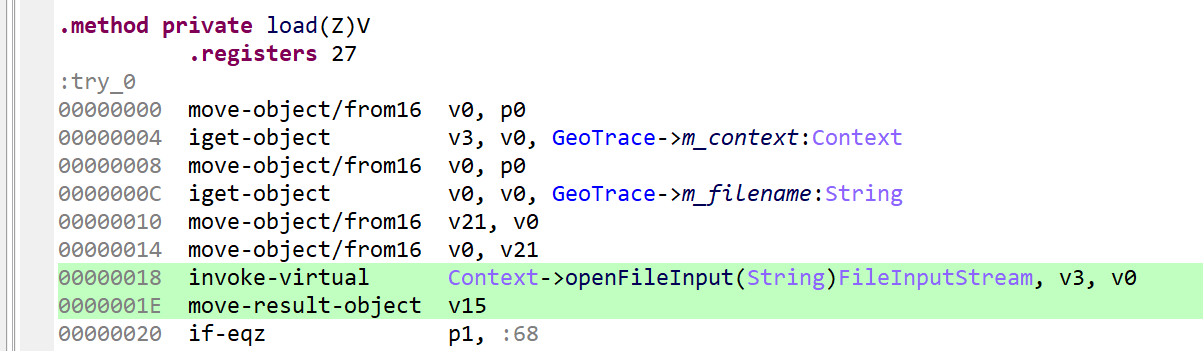 .method private load(Z)V
.registers 27
:try_0
00000000 move-object/from16 v0, p0
00000004 iget-object v3, v0, GeoTrace->m_context:Context
00000008 move-object/from16 v0, p0
0000000C iget-object v0, v0, GeoTrace->m_filename:String
00000010 move-object/from16 v21, v0
00000014 move-object/from16 v0, v21
00000018 invoke-virtual Context->openFileInput(String)FileInputStream, v3, v0
0000001E move-result-object v15
00000020 if-eqz p1, :68